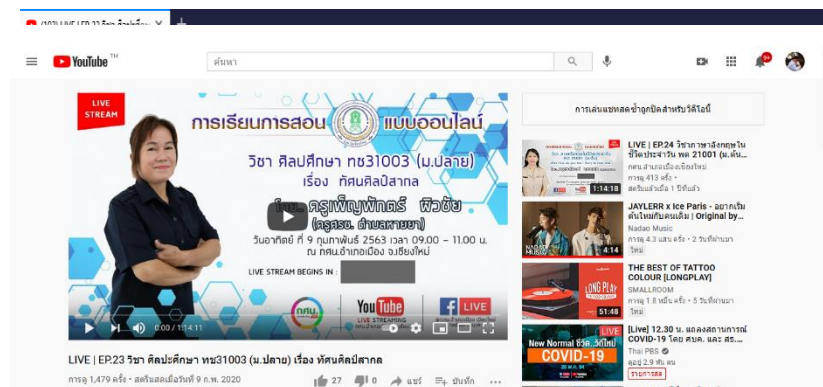 YouTube TH
ค้นหา
9+
LIVE
STREAM
การเรียนการสอน แบบออนไลน์
วิชา ศิลปศึกษา ทช31003 (ม.ปลาย)
เรื่อง ทัศนศิลป์สากล
ครูเพ็ญพักตร์ ผิวชัย
(ครูศรช. ตำบลหายยา)
วันอาทิตย์ ที่ 9 กุมภาพันธ์ 2563 เวลา 09.00 - 11.00 น.
ณ กศน.อำเภอเมือง จ.เชียงใหม่
LIVE STREAM BEGINS IN :
กศน.
YouTube
LIVE STREAMING
LIVE
0:00 / 1:14:11
LIVE | EP.23 วิชา ศิลปะศึกษา ทช31003 (ม.ปลาย) เรื่อง ทัศนศิลป์สากล
การดู 1,479 ครั้ง • สตรีมสดเมื่อวันที่ 9 ก.พ. 2020
27
0
แชร์
บันทึก
การเล่นแชทสดซ้ำถูกปิดสำหรับวิดีโอนี้
LIVE | EP.24 วิชาภาษาอังกฤษใน
ชีวิตประจำวัน พต 21001 (ม.ต้น...
กศน.อำเภอเมืองเชียงใหม่
การดู 413 ครั้ง •
สตรีมแล้วเมื่อ 1 ปีที่แล้ว
1:14:18
JAYLERR x Ice Paris - อยากเริ่ม
ต้นใหม่กับคนเดิม | Original by...
Nadao Music
การดู 4.3 แสน ครั้ง • 2 วันที่ผ่านมา
ใหม่
4:14
THE BEST OF TATTOO
COLOUR [LONGPLAY]
SMALLROOM
การดู 1.8 หมื่น ครั้ง • 5 วันที่ผ่านมา
ใหม่
LONG PLAY
51:48
[Live] 12.30 น. แถลงสถานการณ์
COVID-19 โดย ศบค. และ สธ....
Thai PBS
คนดู 2.9 พัน คน
รายการสด
LIVE
New Normal ชีวิตวิถีใหม่
COVID-19